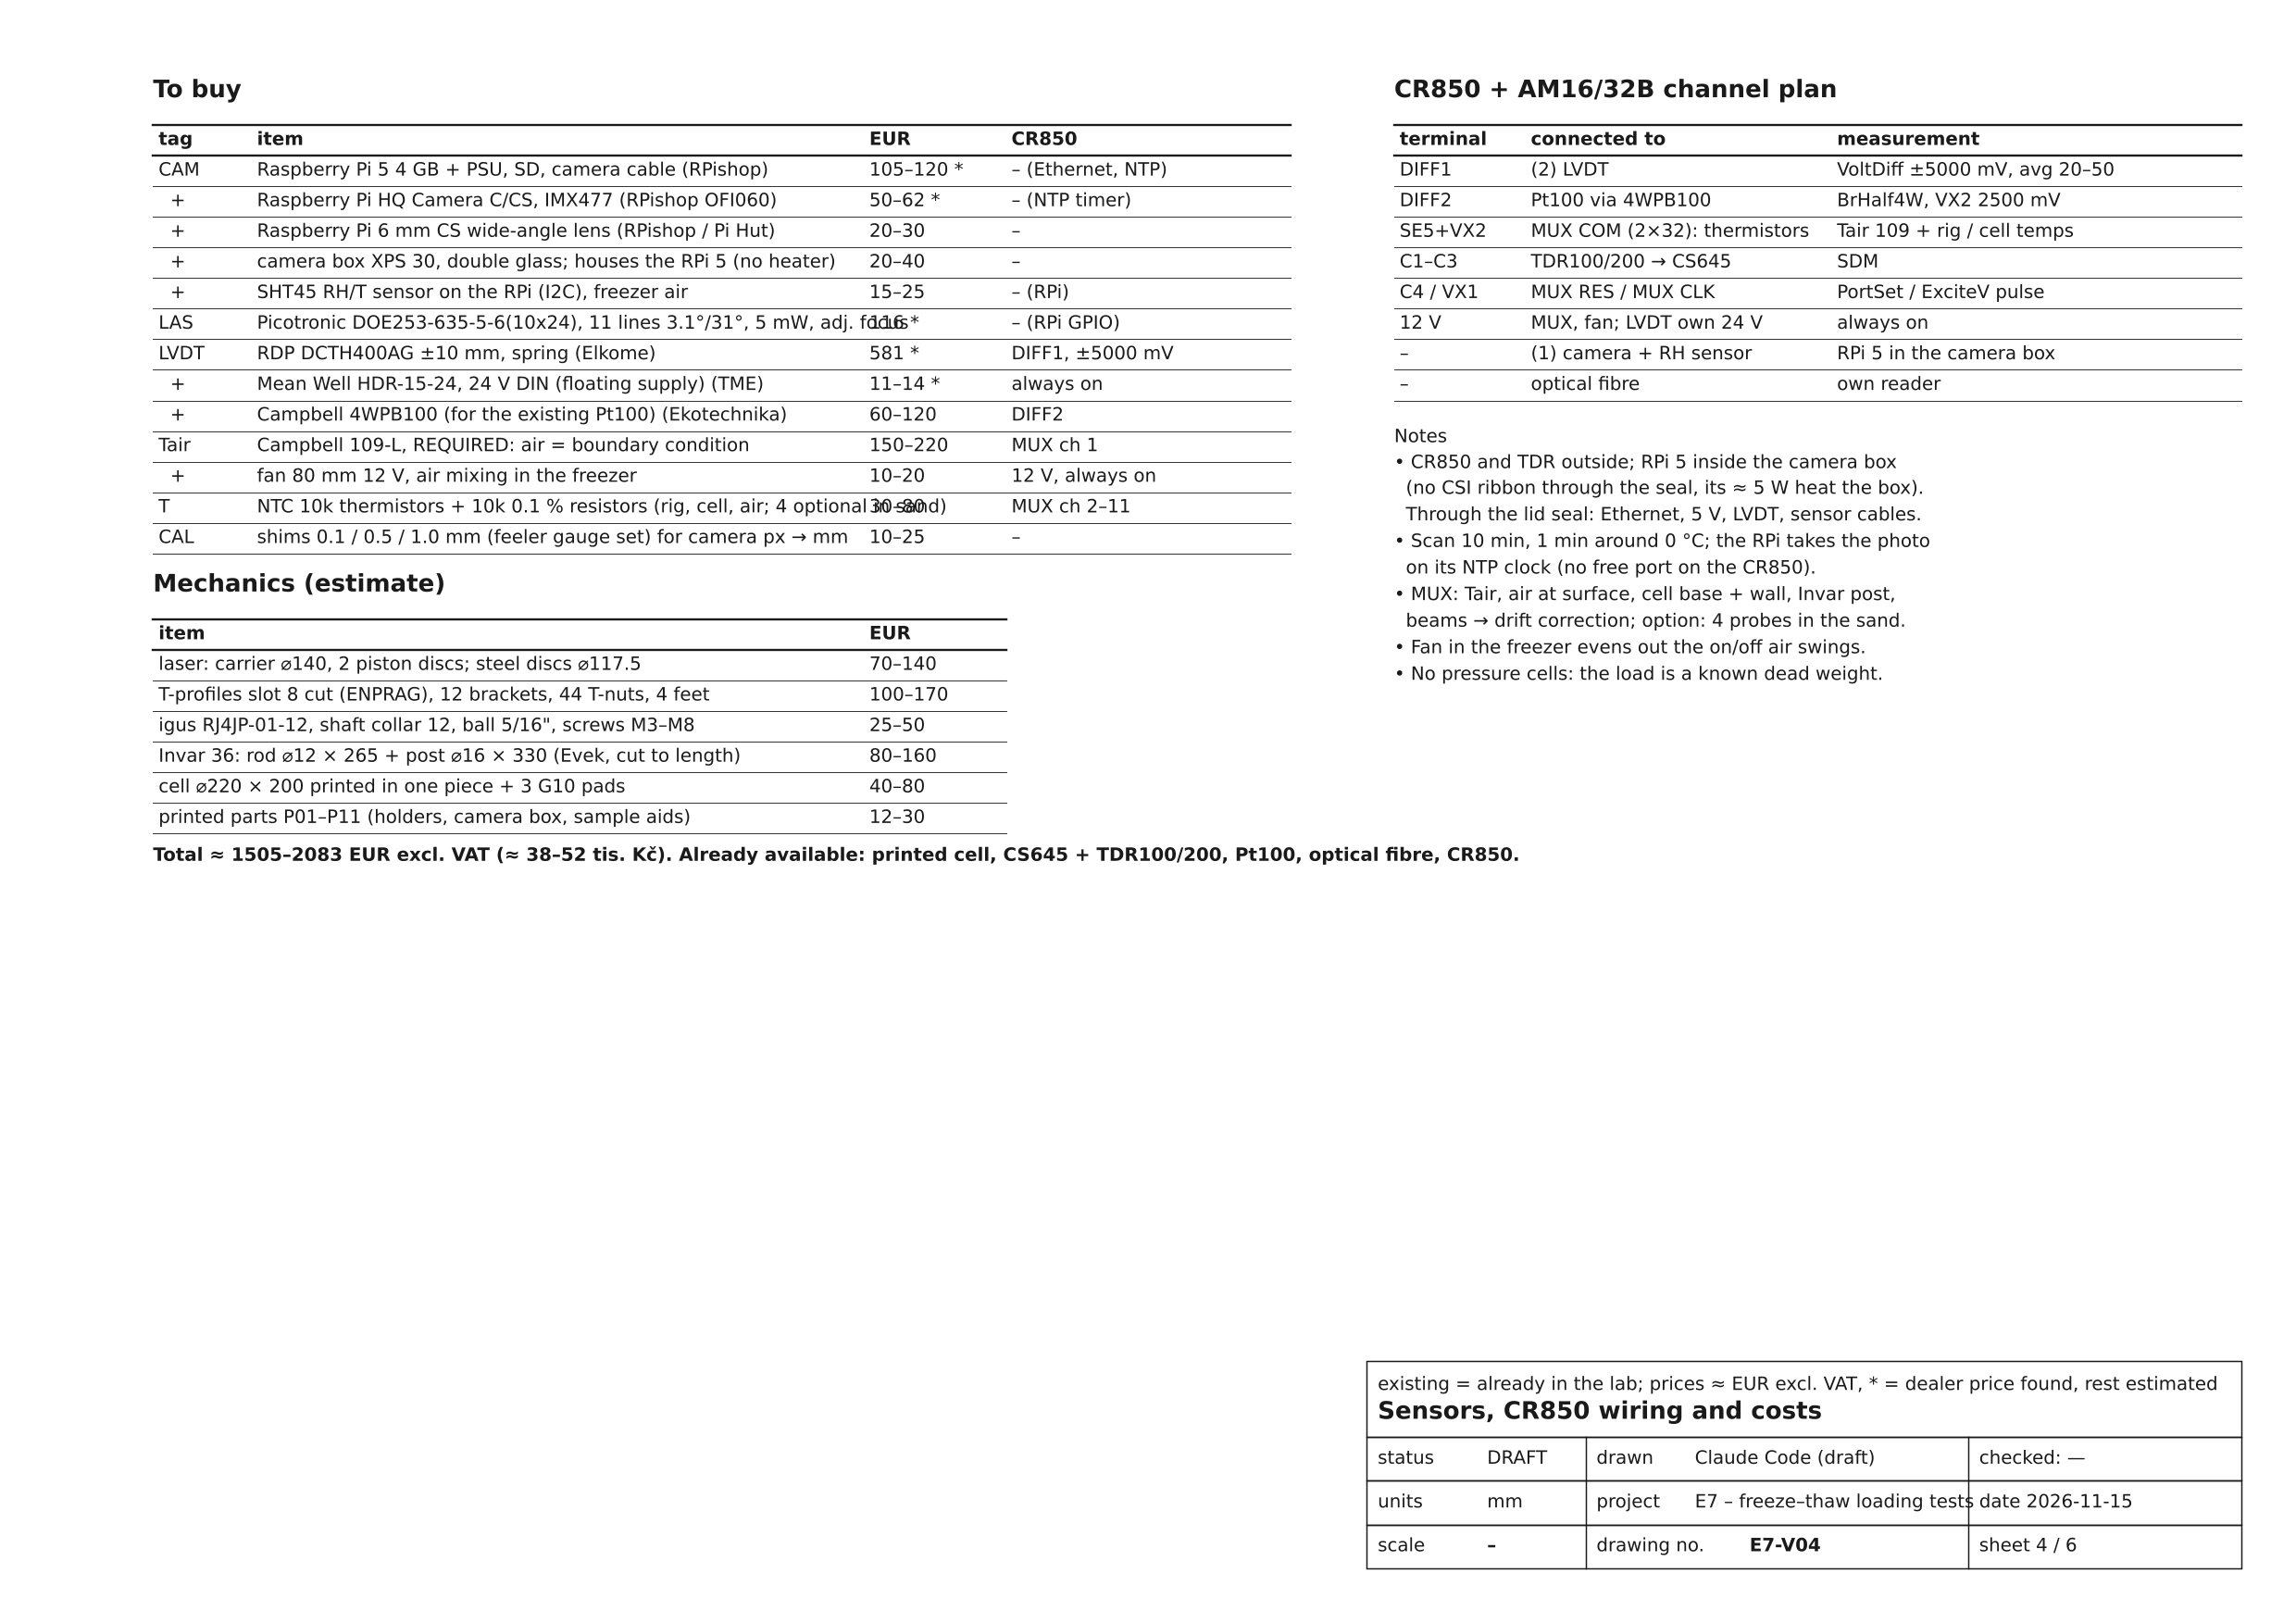 To buy
tag item EUR CR850
CAM Raspberry Pi 5 4 GB + PSU, SD, camera cable (RPishop) 105–120 * – (Ethernet, NTP)
+ Raspberry Pi HQ Camera C/CS, IMX477 (RPishop OFI060) 50–62 * – (NTP timer)
+ Raspberry Pi 6 mm CS wide-angle lens (RPishop / Pi Hut) 20–30 –
+ camera box XPS 30, double glass; houses the RPi 5 (no heater) 20–40 –
+ SHT45 RH/T sensor on the RPi (I2C), freezer air 15–25 – (RPi)
LAS Picotronic DOE253-635-5-6(10x24), 11 lines 3.1°/31°, 5 mW, adj. focus 116 * – (RPi GPIO)
LVDT RDP DCTH400AG ±10 mm, spring (Elkome) 581 * DIFF1, ±5000 mV
+ Mean Well HDR-15-24, 24 V DIN (floating supply) (TME) 11–14 * always on
+ Campbell 4WPB100 (for the existing Pt100) (Ekotechnika) 60–120 DIFF2
Tair Campbell 109-L, REQUIRED: air = boundary condition 150–220 MUX ch 1
+ fan 80 mm 12 V, air mixing in the freezer 10–20 12 V, always on
T NTC 10k thermistors + 10k 0.1 % resistors (rig, cell, air; 4 optional in sand) 30–80 MUX ch 2–11
CAL shims 0.1 / 0.5 / 1.0 mm (feeler gauge set) for camera px → mm 10–25 –
Mechanics (estimate)
item EUR
laser: carrier ⌀140, 2 piston discs; steel discs ⌀117.5 70–140
T-profiles slot 8 cut (ENPRAG), 12 brackets, 44 T-nuts, 4 feet 100–170
igus RJ4JP-01-12, shaft collar 12, ball 5/16", screws M3–M8 25–50
Invar 36: rod ⌀12 × 265 + post ⌀16 × 330 (Evek, cut to length) 80–160
cell ⌀220 × 200 printed in one piece + 3 G10 pads 40–80
printed parts P01–P11 (holders, camera box, sample aids) 12–30
Total ≈ 1505–2083 EUR excl. VAT (≈ 38–52 tis. Kč). Already available: printed cell, CS645 + TDR100/200, Pt100, optical fibre, CR850.
CR850 + AM16/32B channel plan
terminal connected to measurement
DIFF1 (2) LVDT VoltDiff ±5000 mV, avg 20–50
DIFF2 Pt100 via 4WPB100 BrHalf4W, VX2 2500 mV
SE5+VX2 MUX COM (2×32): thermistors Tair 109 + rig / cell temps
C1–C3 TDR100/200 → CS645 SDM
C4 / VX1 MUX RES / MUX CLK PortSet / ExciteV pulse
12 V MUX, fan; LVDT own 24 V always on
– (1) camera + RH sensor RPi 5 in the camera box
– optical fibre own reader
Notes
• CR850 and TDR outside; RPi 5 inside the camera box
(no CSI ribbon through the seal, its ≈ 5 W heat the box).
Through the lid seal: Ethernet, 5 V, LVDT, sensor cables.
• Scan 10 min, 1 min around 0 °C; the RPi takes the photo
on its NTP clock (no free port on the CR850).
• MUX: Tair, air at surface, cell base + wall, Invar post,
beams → drift correction; option: 4 probes in the sand.
• Fan in the freezer evens out the on/off air swings.
• No pressure cells: the load is a known dead weight.
existing = already in the lab; prices ≈ EUR excl. VAT, * = dealer price found, rest estimated
Sensors, CR850 wiring and costs
status DRAFT drawn Claude Code (draft) checked: —
units mm project E7 – freeze–thaw loading tests date 2026-11-15
scale – drawing no. E7-V04 sheet 4 / 6